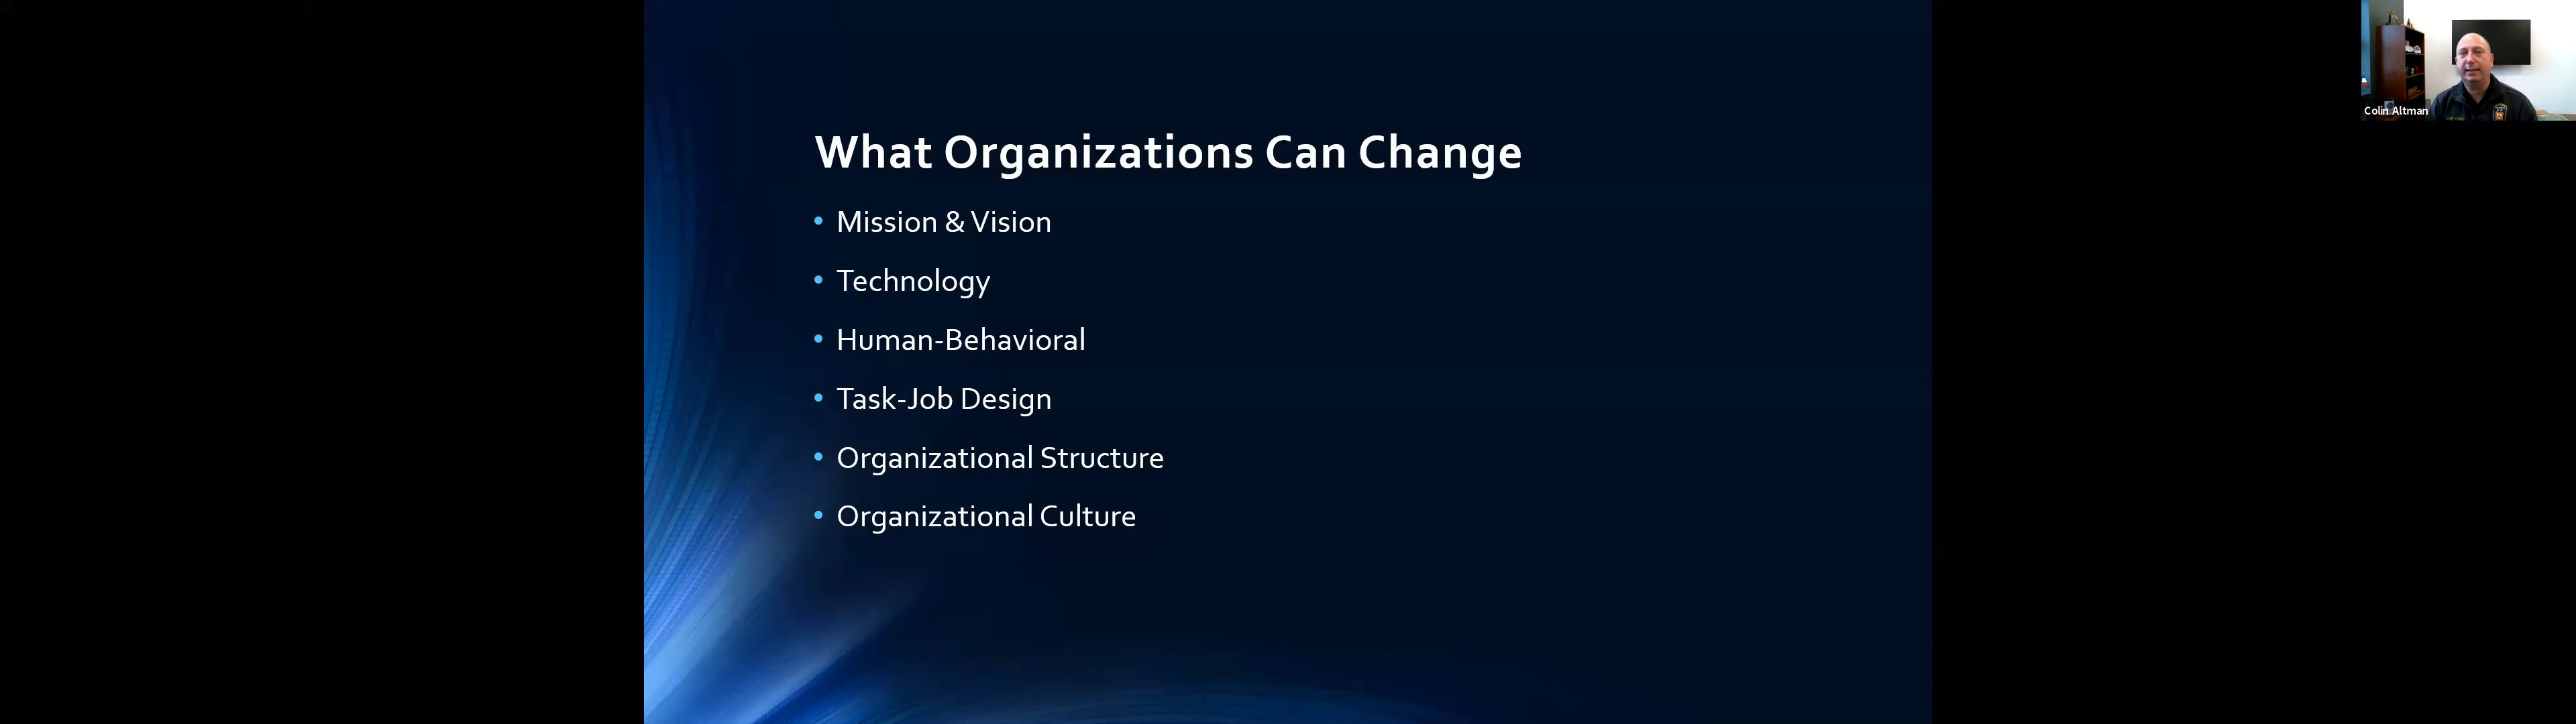 What Organizations Can Change
• Mission & Vision
• Technology
• Human-Behavioral
• Task-Job Design
• Organizational Structure
• Organizational Culture
Colin Altman